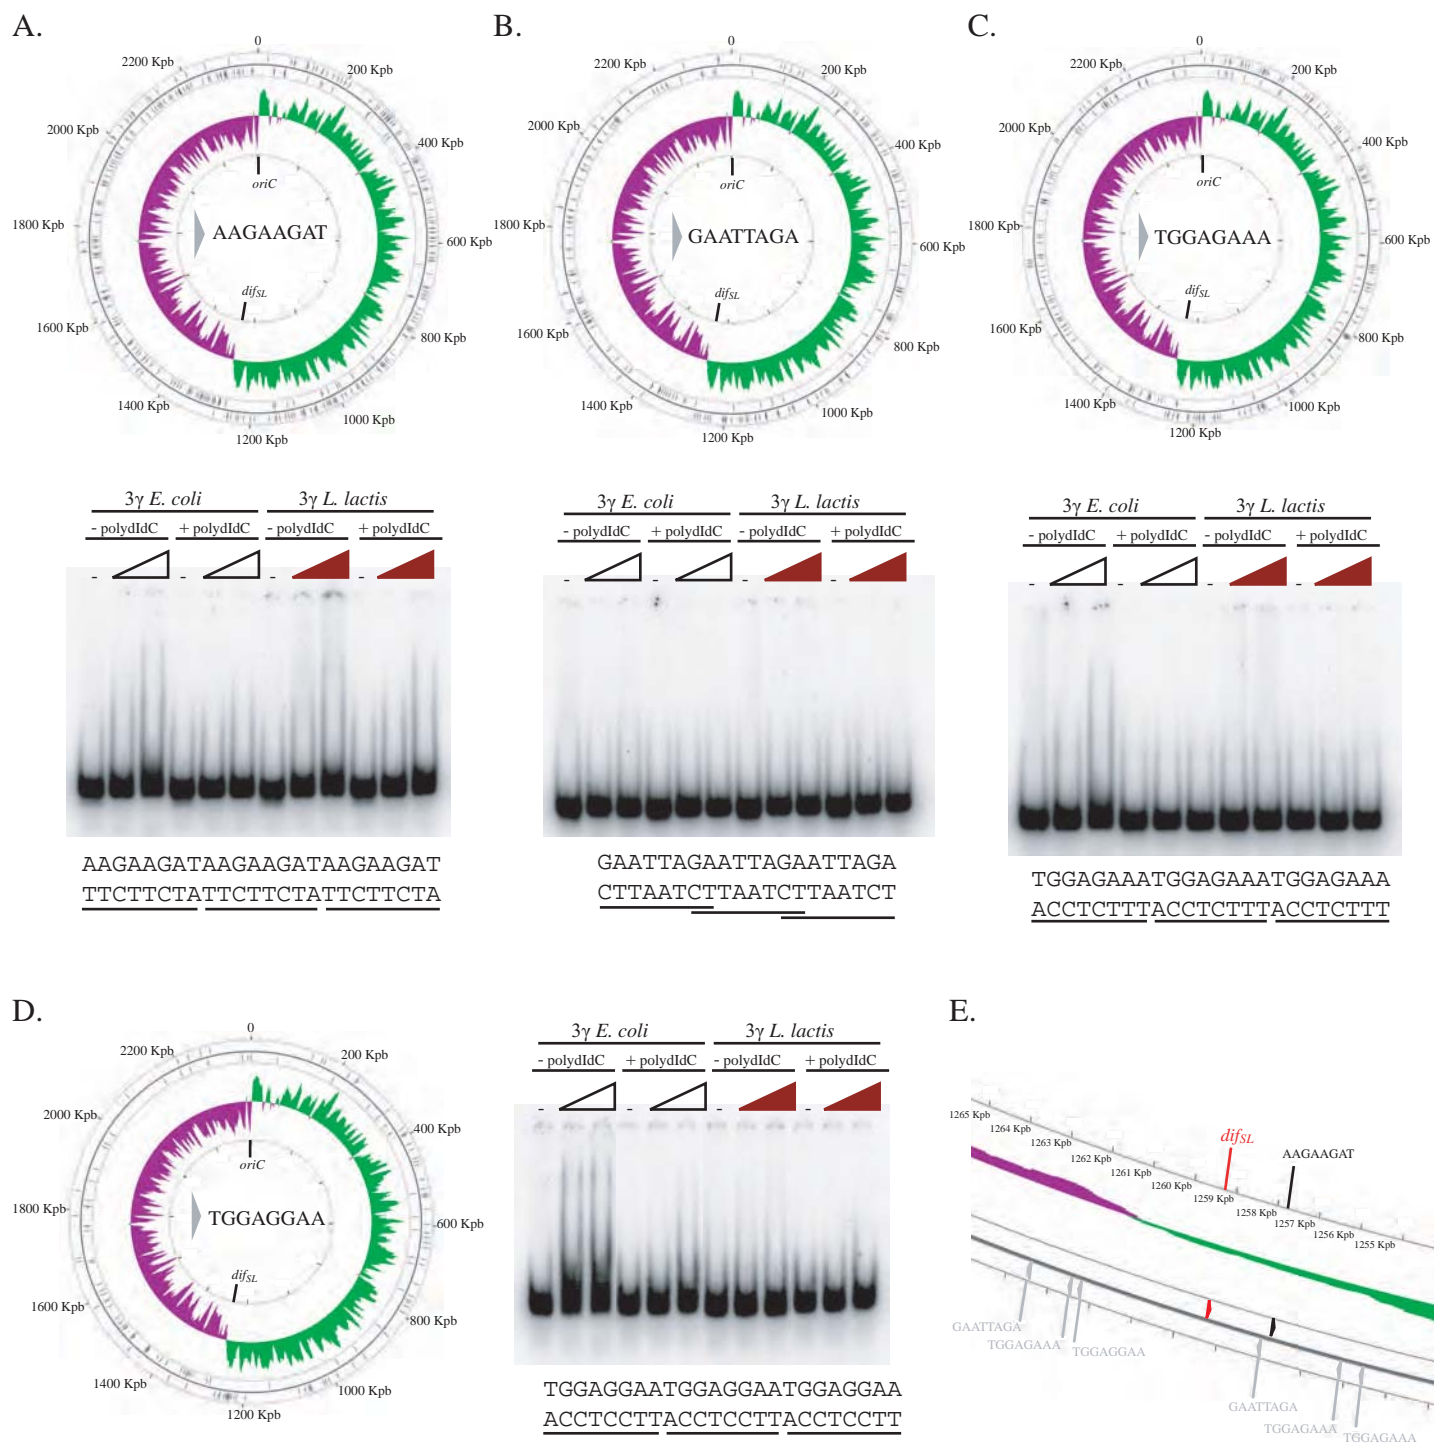 A.
0
200 Kpb
400 Kpb
600 Kpb
800 Kpb
1000 Kpb
1200 Kpb
1400 Kpb
1600 Kpb
1800 Kpb
2000 Kpb
2200 Kpb
oriC
AAGAAGAT
difSL
3γ E. coli 3γ L. lactis
- polydIdC + polydIdC - polydIdC + polydIdC
- - - -
AAGAAGATAAGAAGATAAGAAGAT
TTCTTCTATTCTTCTATTCTTCTA
B.
0
200 Kpb
400 Kpb
600 Kpb
800 Kpb
1000 Kpb
1200 Kpb
1400 Kpb
1600 Kpb
1800 Kpb
2000 Kpb
2200 Kpb
oriC
GAATTAGA
difSL
3γ E. coli 3γ L. lactis
- polydIdC + polydIdC - polydIdC + polydIdC
- - - -
GAATTAGAATTAGAATTAGA
CTTAATCTTAATCTTAATCT
C.
0
200 Kpb
400 Kpb
600 Kpb
800 Kpb
1000 Kpb
1200 Kpb
1400 Kpb
1600 Kpb
1800 Kpb
2000 Kpb
2200 Kpb
oriC
TGGAGAAA
difSL
3γ E. coli 3γ L. lactis
- polydIdC + polydIdC - polydIdC + polydIdC
- - - -
TGGAGAAATGGAGAAATGGAGAAA
ACCTCTTTACCTCTTTACCTCTTT
D.
0
200 Kpb
400 Kpb
600 Kpb
800 Kpb
1000 Kpb
1200 Kpb
1400 Kpb
1600 Kpb
1800 Kpb
2000 Kpb
2200 Kpb
oriC
TGGAGGAA
difSL
3γ E. coli 3γ L. lactis
- polydIdC + polydIdC - polydIdC + polydIdC
- - - -
TGGAGGAATGGAGGAATGGAGGAA
ACCTCCTTACCTCCTTACCTCCTT
E.
1265 Kpb
1264 Kpb
1263 Kpb
1262 Kpb
1261 Kpb
1260 Kpb
1259 Kpb
1258 Kpb
1257 Kpb
1256 Kpb
1255 Kpb
difSL
AAGAAGAT
GAATTAGA
TGGAGAAA
TGGAGGAA
GAATTAGA
TGGAGAAA
TGGAGAAA